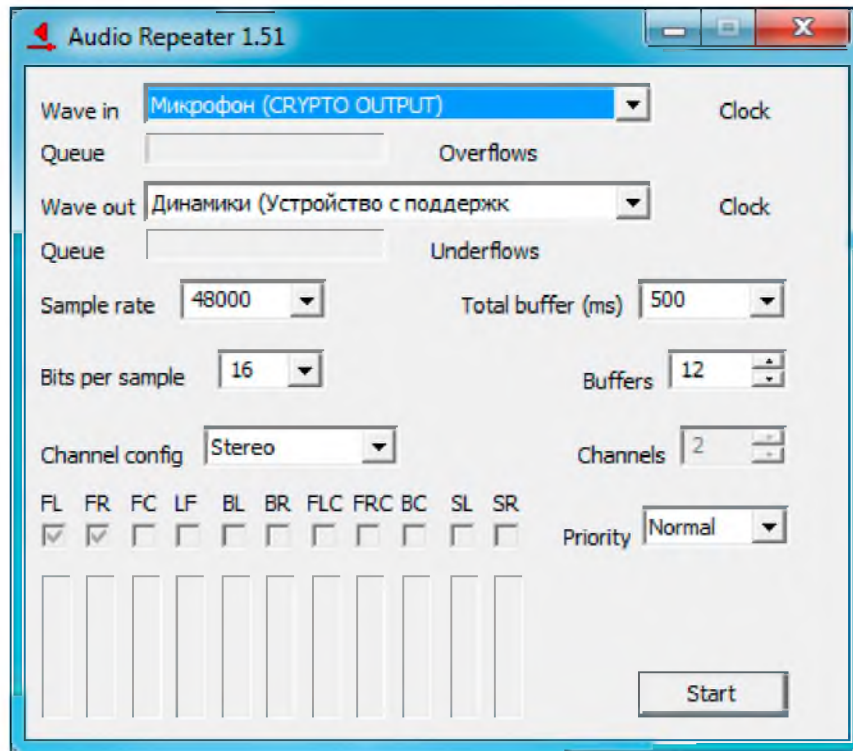 Audio Repeater 1.51
Wave in Микрофон (CRYPTO OUTPUT) Clock
Queue Overflows
Wave out Динамики (Устройство с поддержк Clock
Queue Underflows
Sample rate 48000 Total buffer (ms) 500
Bits per sample 16 Buffers 12
Channel config Stereo Channels 2
FL FR FC LF BL BR FLC FRC BC SL SR
Priority Normal
Start